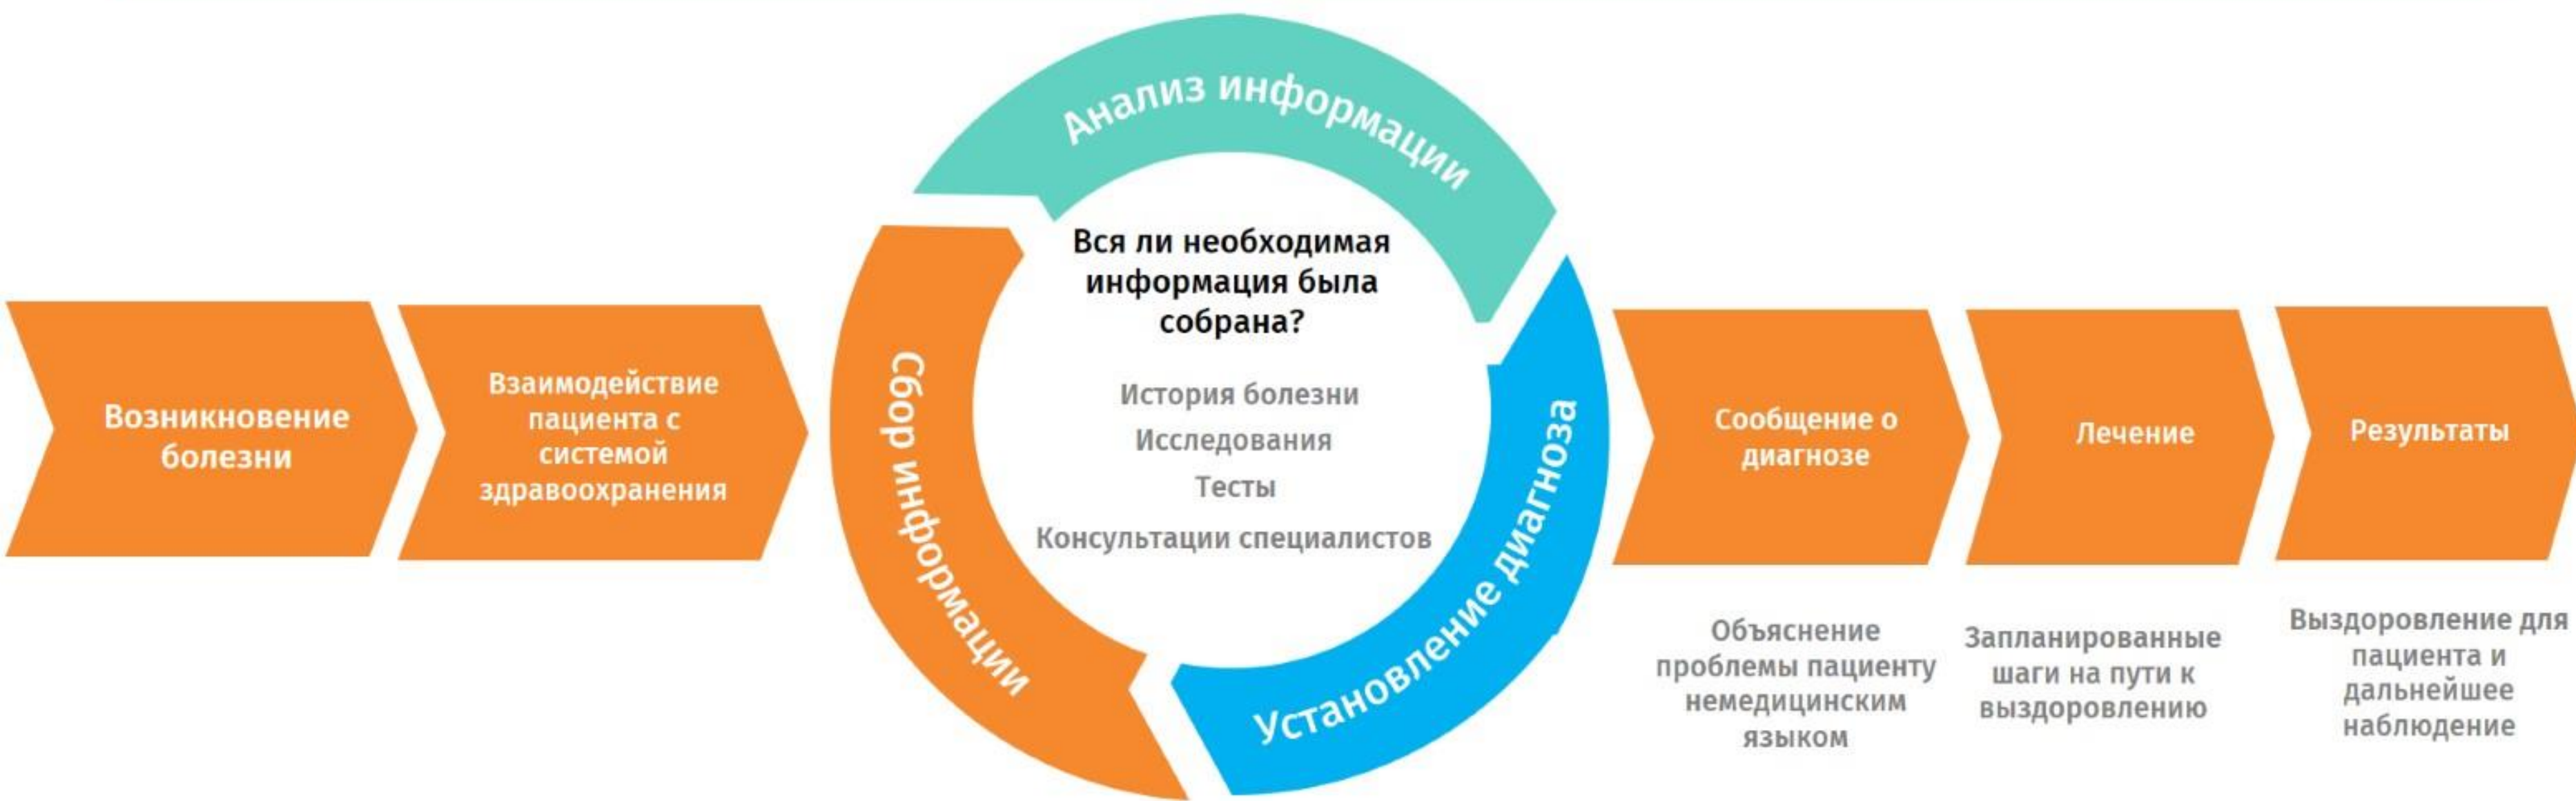 Возникновение
болезни
Взаимодействие
пациента с
системой
здравоохранения
Сбор информации
Анализ информации
Установление диагноза
Вся ли необходимая
информация была
собрана?
История болезни
Исследования
Тесты
Консультации специалистов
Сообщение о
диагнозе
Объяснение
проблемы пациенту
немедицинским
языком
Лечение
Запланированные
шаги на пути к
выздоровлению
Результаты
Выздоровление для
пациента и
дальнейшее
наблюдение